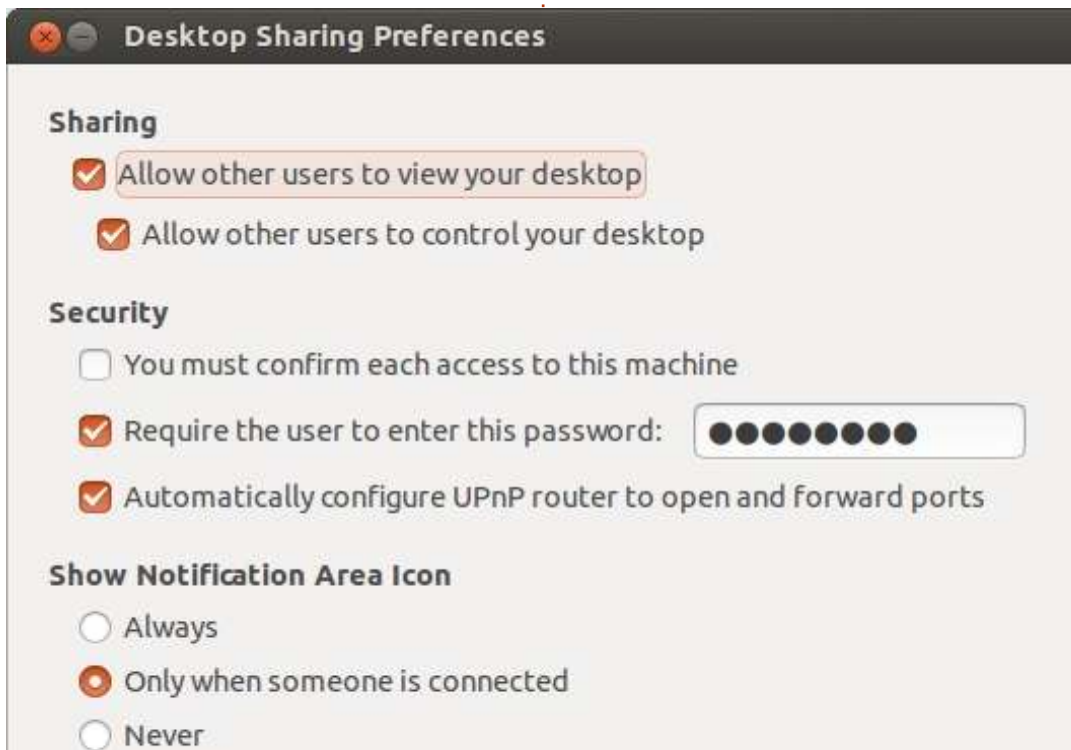 Desktop Sharing Preferences
Sharing
Allow other users to view your desktop
Allow other users to control your desktop
Security
You must confirm each access to this machine
Require the user to enter this password: ●●●●●●●●
Automatically configure UPnP router to open and forward ports
Show Notification Area Icon
Always
Only when someone is connected
Never